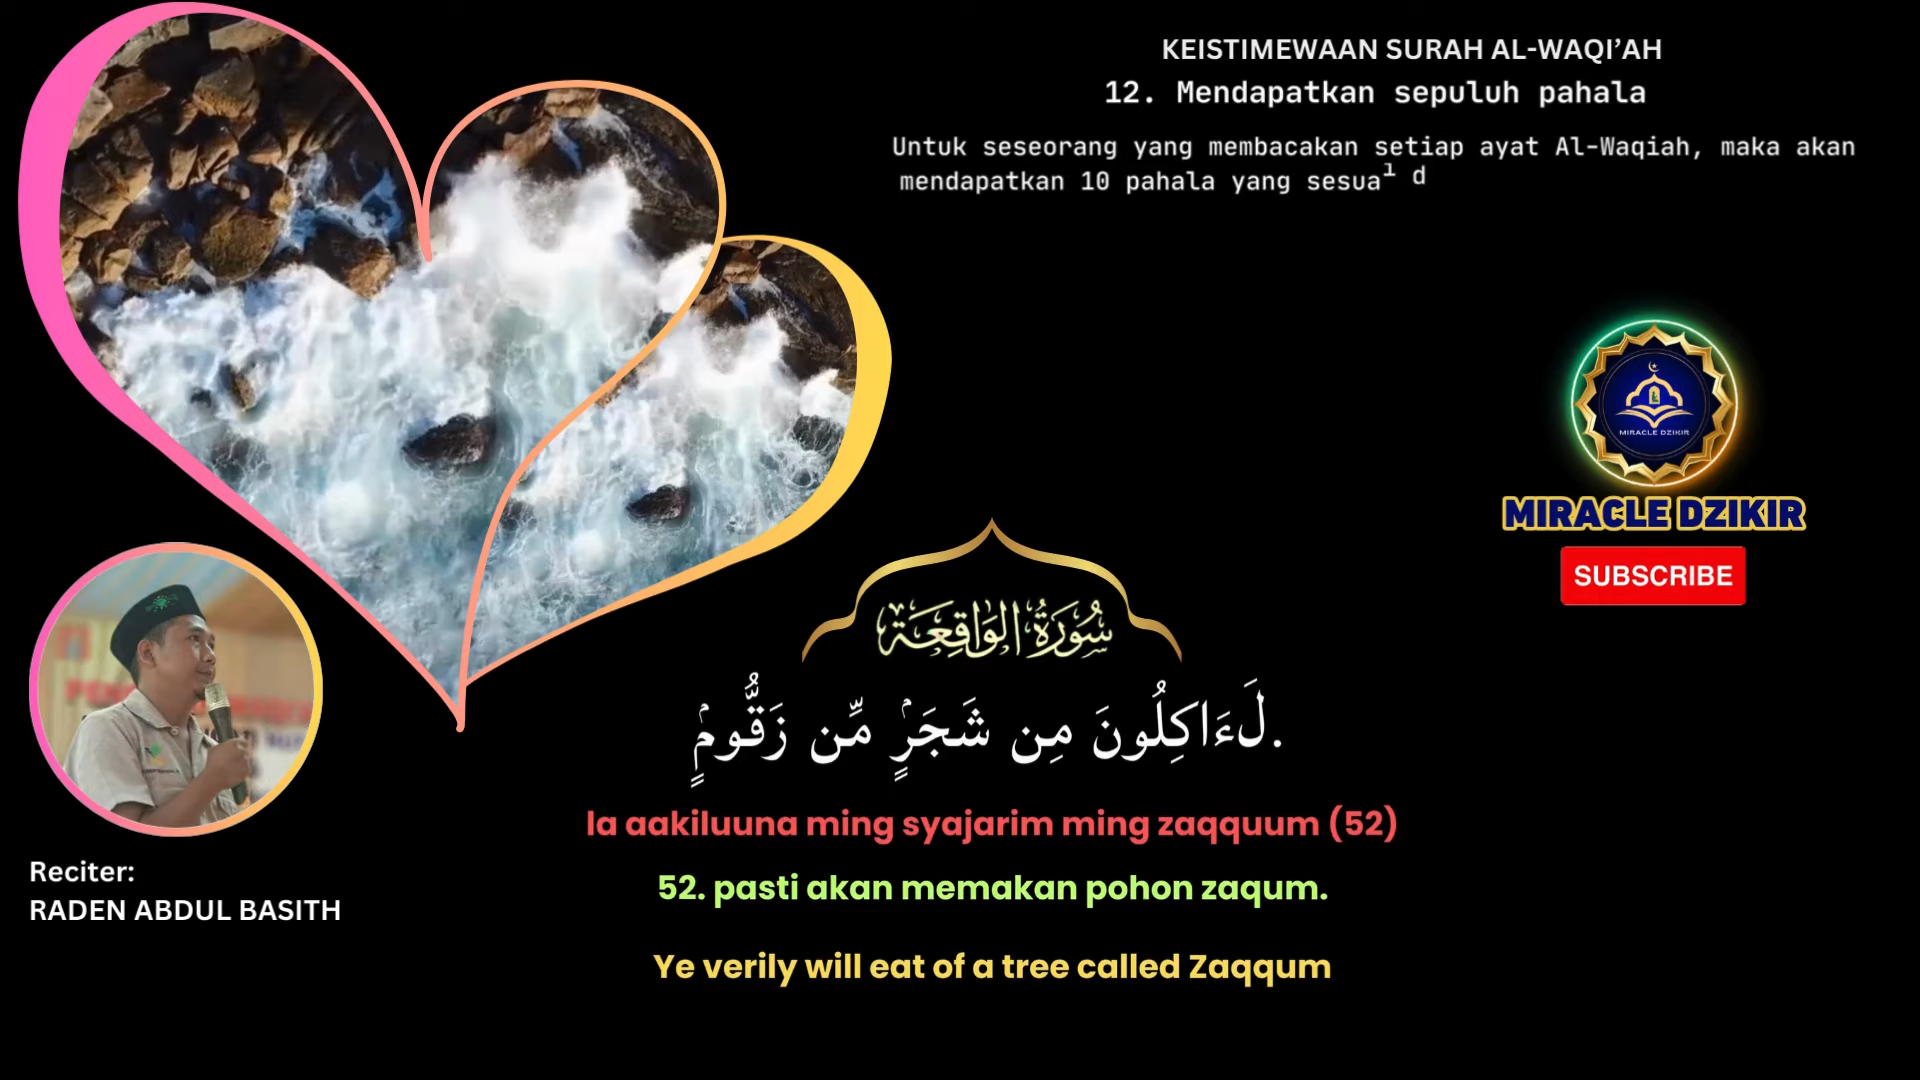 KEISTIMEWAAN SURAH AL-WAQI’AH
12. Mendapatkan sepuluh pahala
Untuk seseorang yang membacakan setiap ayat Al-Waqiah, maka akan
mendapatkan 10 pahala yang sesuai d
MIRACLE DZIKIR
MIRACLE DZIKIR
SUBSCRIBE
سُورَةُ الوَاقِعَة
لَءَاكِلُونَ مِن شَجَرٍۢ مِّن زَقُّومٍۢ.
la aakiluuna ming syajarim ming zaqquum (52)
52. pasti akan memakan pohon zaqum.
Ye verily will eat of a tree called Zaqqum
Reciter:
RADEN ABDUL BASITH